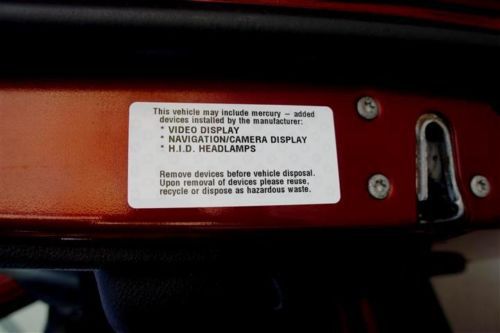 This vehicle may include mercury – added
devices installed by the manufacturer:
* VIDEO DISPLAY
* NAVIGATION/CAMERA DISPLAY
* H.I.D. HEADLAMPS
Remove devices before vehicle disposal.
Upon removal of devices please reuse,
recycle or dispose as hazardous waste.